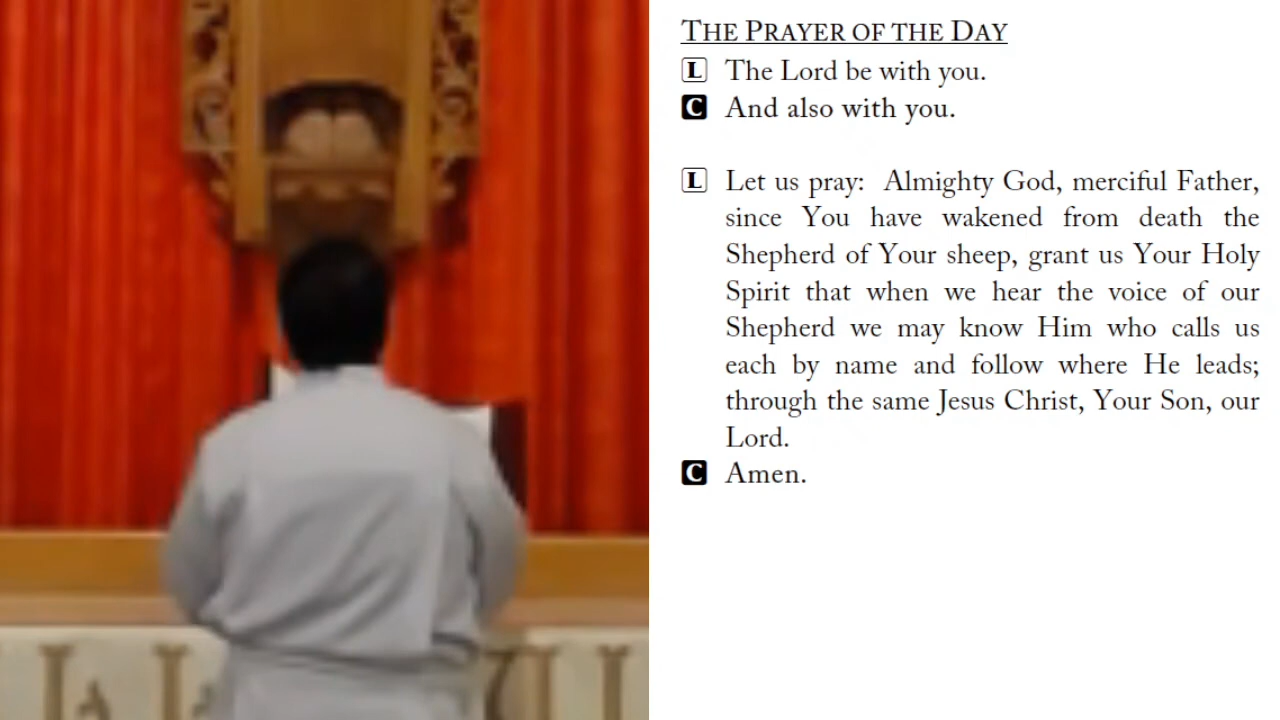 THE PRAYER OF THE DAY
L The Lord be with you.
C And also with you.
L Let us pray: Almighty God, merciful Father,
since You have wakened from death the
Shepherd of Your sheep, grant us Your Holy
Spirit that when we hear the voice of our
Shepherd we may know Him who calls us
each by name and follow where He leads;
through the same Jesus Christ, Your Son, our
Lord.
C Amen.